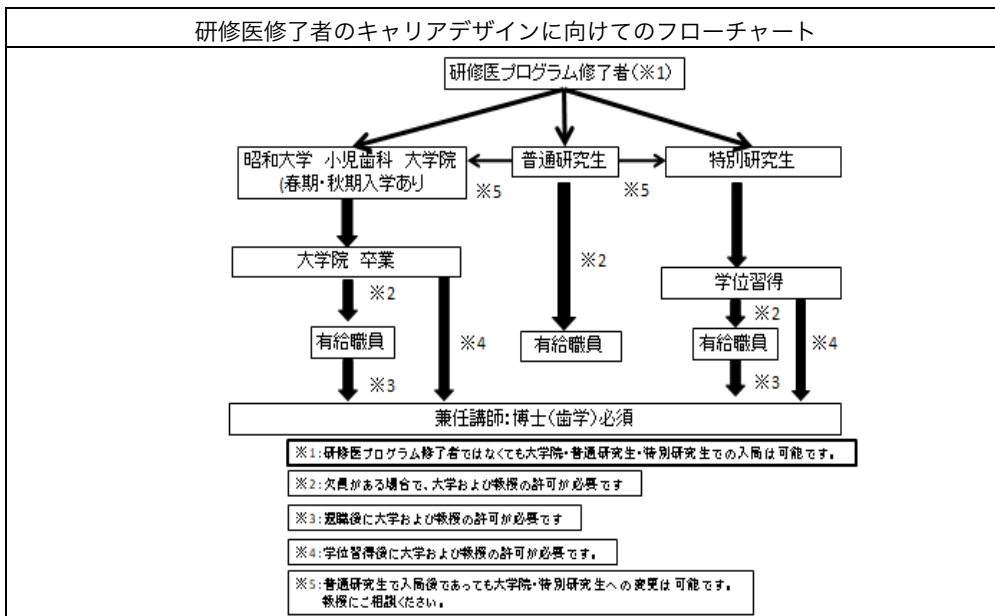 研修医修了者のキャリアデザインに向けてのフローチャート
研修医プログラム修了者(※1)
昭和大学 小児歯科 大学院
(春期・秋期入学あり
普通研究生
特別研究生
※5
※5
大学院 卒業
※2
学位習得
※2
※2
有給職員
※4
有給職員
有給職員
※4
※3
※3
兼任講師:博士(歯学)必須
※1:研修医プログラム修了者ではなくても大学院・普通研究生・特別研究生での入局は可能です。
※2:欠員がある場合で、大学および教授の許可が必要です
※3:退職後に大学および教授の許可が必要です
※4:学位習得後に大学および教授の許可が必要です。
※5:普通研究生で入局後であっても大学院・特別研究生への変更は可能です。
教授にご相談ください。